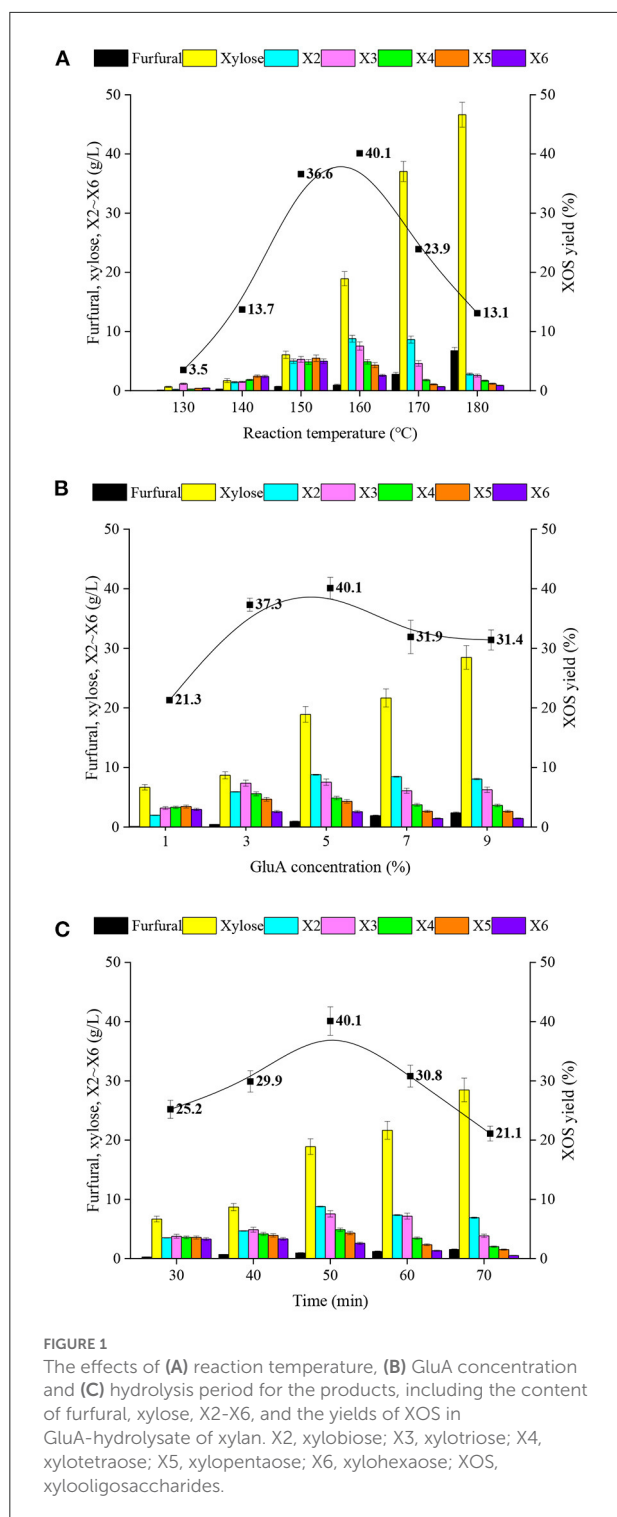 A
Furfural Xylose X2 X3 X4 X5 X6
50 50
40 40
30 30
20 20
10 10
0 0
3.5 13.7 36.6 40.1 23.9 13.1
130 140 150 160 170 180
Furfural, xylose, X2~X6 (g/L)
XOS yield (%)
Reaction temperature (°C)
B
Furfural Xylose X2 X3 X4 X5 X6
50 50
40 40
30 30
20 20
10 10
0 0
21.3 37.3 40.1 31.9 31.4
1 3 5 7 9
Furfural, xylose, X2~X6 (g/L)
XOS yield (%)
GluA concentration (%)
C
Furfural Xylose X2 X3 X4 X5 X6
50 50
40 40
30 30
20 20
10 10
0 0
25.2 29.9 40.1 30.8 21.1
30 40 50 60 70
Furfural, xylose, X2~X6 (g/L)
XOS yield (%)
Time (min)
FIGURE 1
The effects of (A) reaction temperature, (B) GluA concentration
and (C) hydrolysis period for the products, including the content
of furfural, xylose, X2-X6, and the yields of XOS in
GluA-hydrolysate of xylan. X2, xylobiose; X3, xylotriose; X4,
xylotetraose; X5, xylopentaose; X6, xylohexaose; XOS,
xylooligosaccharides.